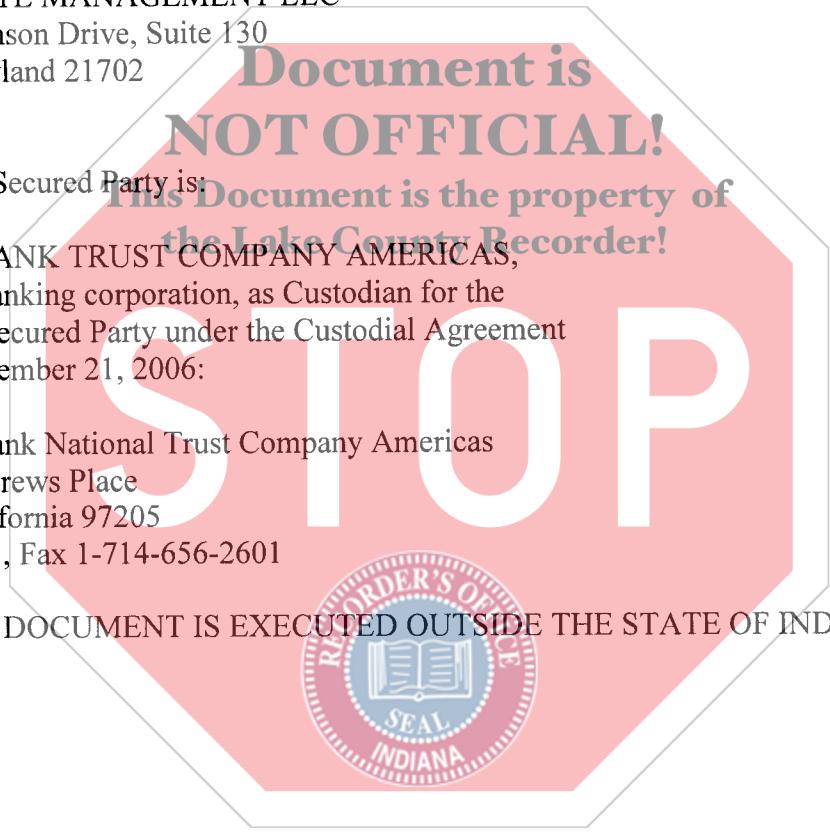 TE MANAGEMENT LLC
nson Drive, Suite 130
yland 21702
Document is
NOT OFFICIAL!
Secured Party is:
This Document is the property of
the Lake County Recorder!
ANK TRUST COMPANY AMERICAS,
anking corporation, as Custodian for the
ecured Party under the Custodial Agreement
ember 21, 2006:
STOP
ank National Trust Company Americas
rews Place
fornia 97205
, Fax 1-714-656-2601
DOCUMENT IS EXECUTED OUTSIDE THE STATE OF IND
RECORDER'S OFFICE
SEAL
INDIANA